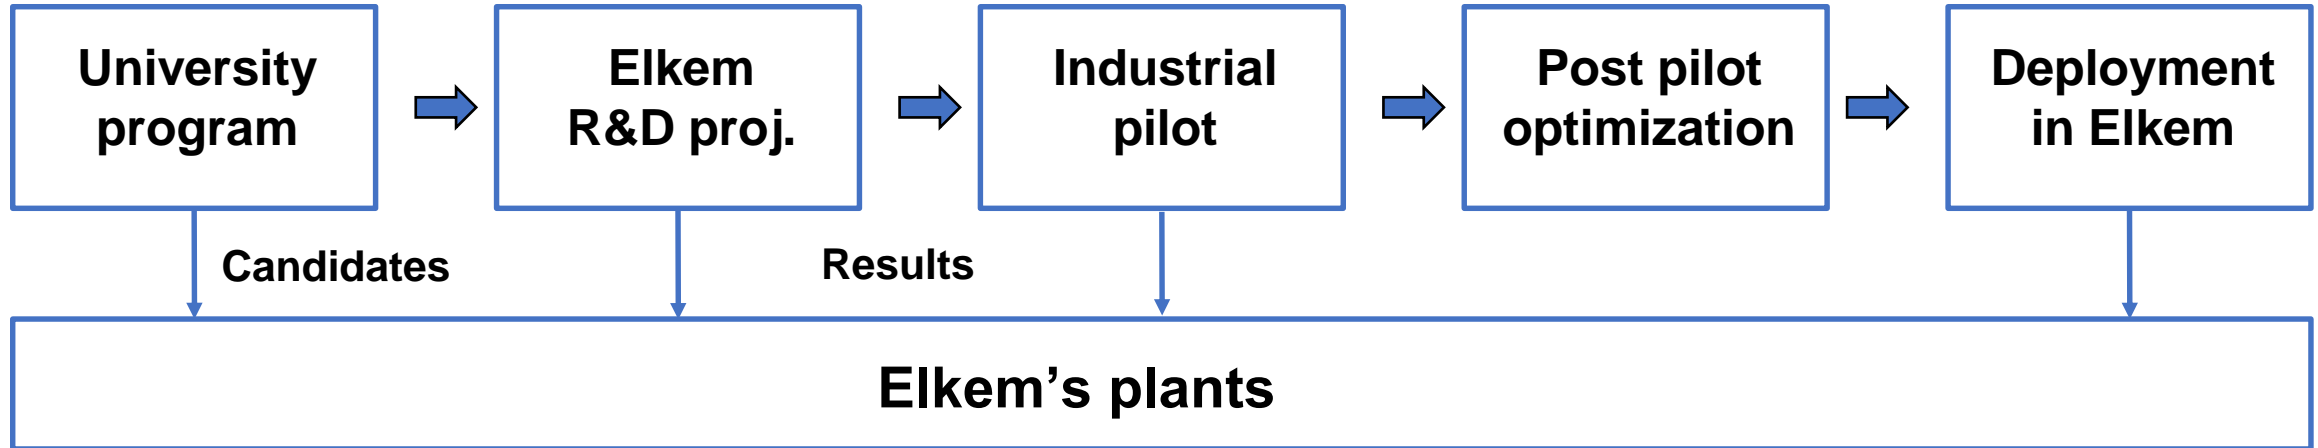 University
program
Elkem
R&D proj.
Industrial
pilot
Post pilot
optimization
Deployment
in Elkem
Candidates
Results
Elkem’s plants